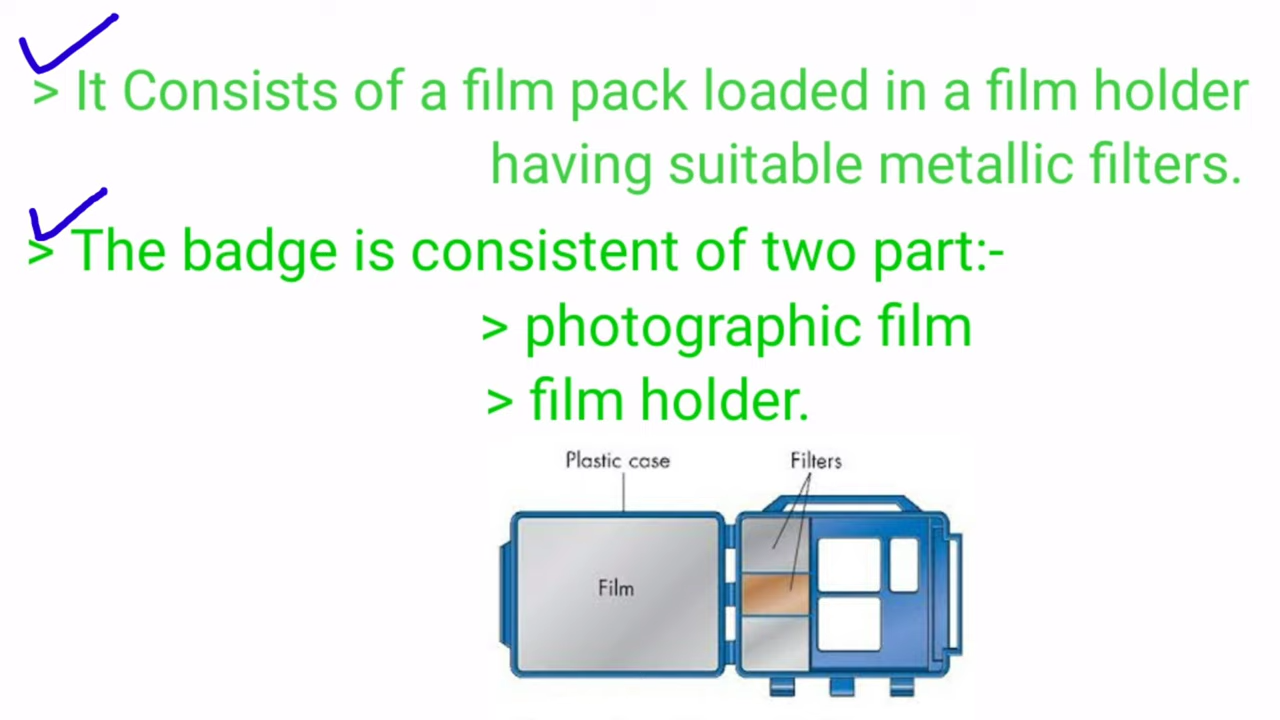 > It Consists of a film pack loaded in a film holder
having suitable metallic filters.
> The badge is consistent of two part:-
> photographic film
> film holder.
Plastic case
Filters
Film